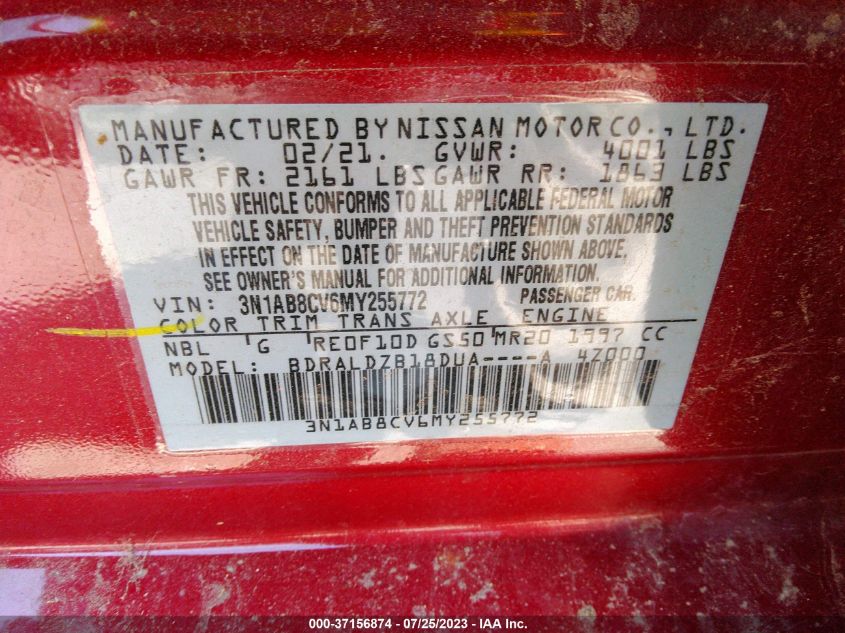 MANUFACTURED BY NISSAN MOTOR CO., LTD.
DATE: 02/21. GVWR: 4001 LBS
GAWR FR: 2161 LBS GAWR RR: 1863 LBS
THIS VEHICLE CONFORMS TO ALL APPLICABLE FEDERAL MOTOR
VEHICLE SAFETY, BUMPER AND THEFT PREVENTION STANDARDS
IN EFFECT ON THE DATE OF MANUFACTURE SHOWN ABOVE.
SEE OWNER'S MANUAL FOR ADDITIONAL INFORMATION.
VIN: 3N1AB8CV6MY255772 PASSENGER CAR.
COLOR TRIM TRANS AXLE ENGINE
NBL G RE0F10D GS50 MR20 1997 CC
MODEL: BDRALDZB18DUA----A 4Z000
3N1AB8CV6MY255772
000-37156874 / 07/25/2023 - IAA Inc.